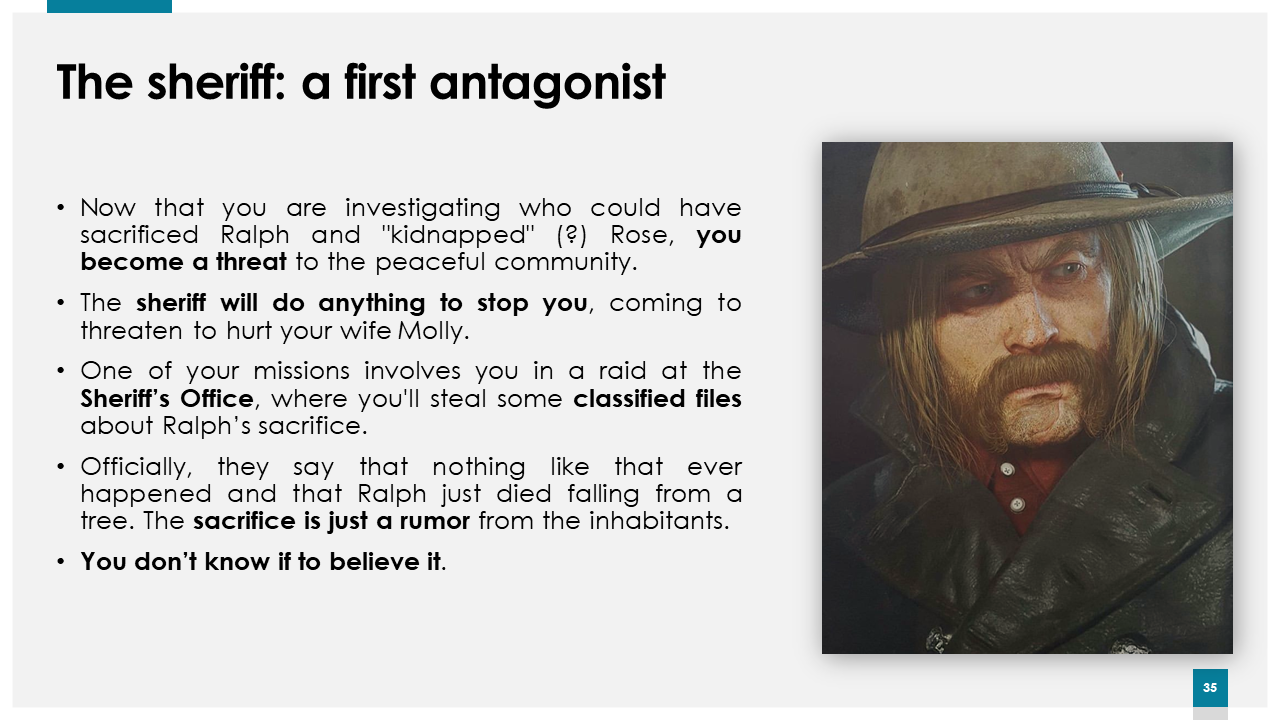 The sheriff: a first antagonist
• Now that you are investigating who could have
sacrificed Ralph and "kidnapped" (?) Rose, you
become a threat to the peaceful community.
• The sheriff will do anything to stop you, coming to
threaten to hurt your wife Molly.
• One of your missions involves you in a raid at the
Sheriff’s Office, where you'll steal some classified files
about Ralph’s sacrifice.
• Officially, they say that nothing like that ever
happened and that Ralph just died falling from a
tree. The sacrifice is just a rumor from the inhabitants.
• You don’t know if to believe it.
35